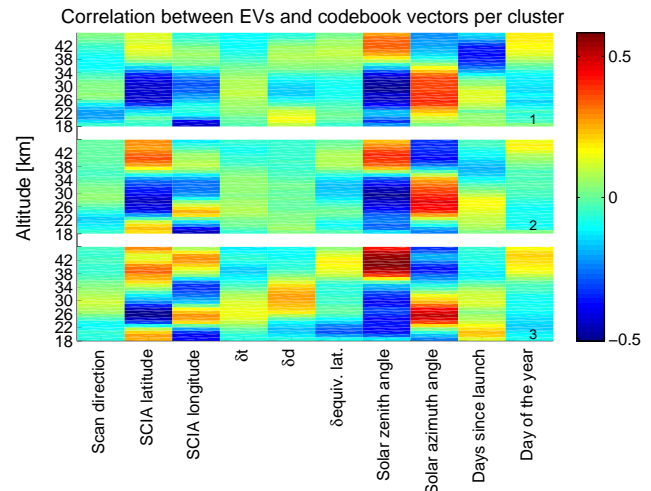 Correlation between EVs and codebook vectors per cluster
Altitude [km]
42
38
34
30
26
22
18
1
42
38
34
30
26
22
18
2
42
38
34
30
26
22
18
3
0.5
0
−0.5
Scan direction
SCIA latitude
SCIA longitude
δt
δd
δequiv. lat.
Solar zenith angle
Solar azimuth angle
Days since launch
Day of the year